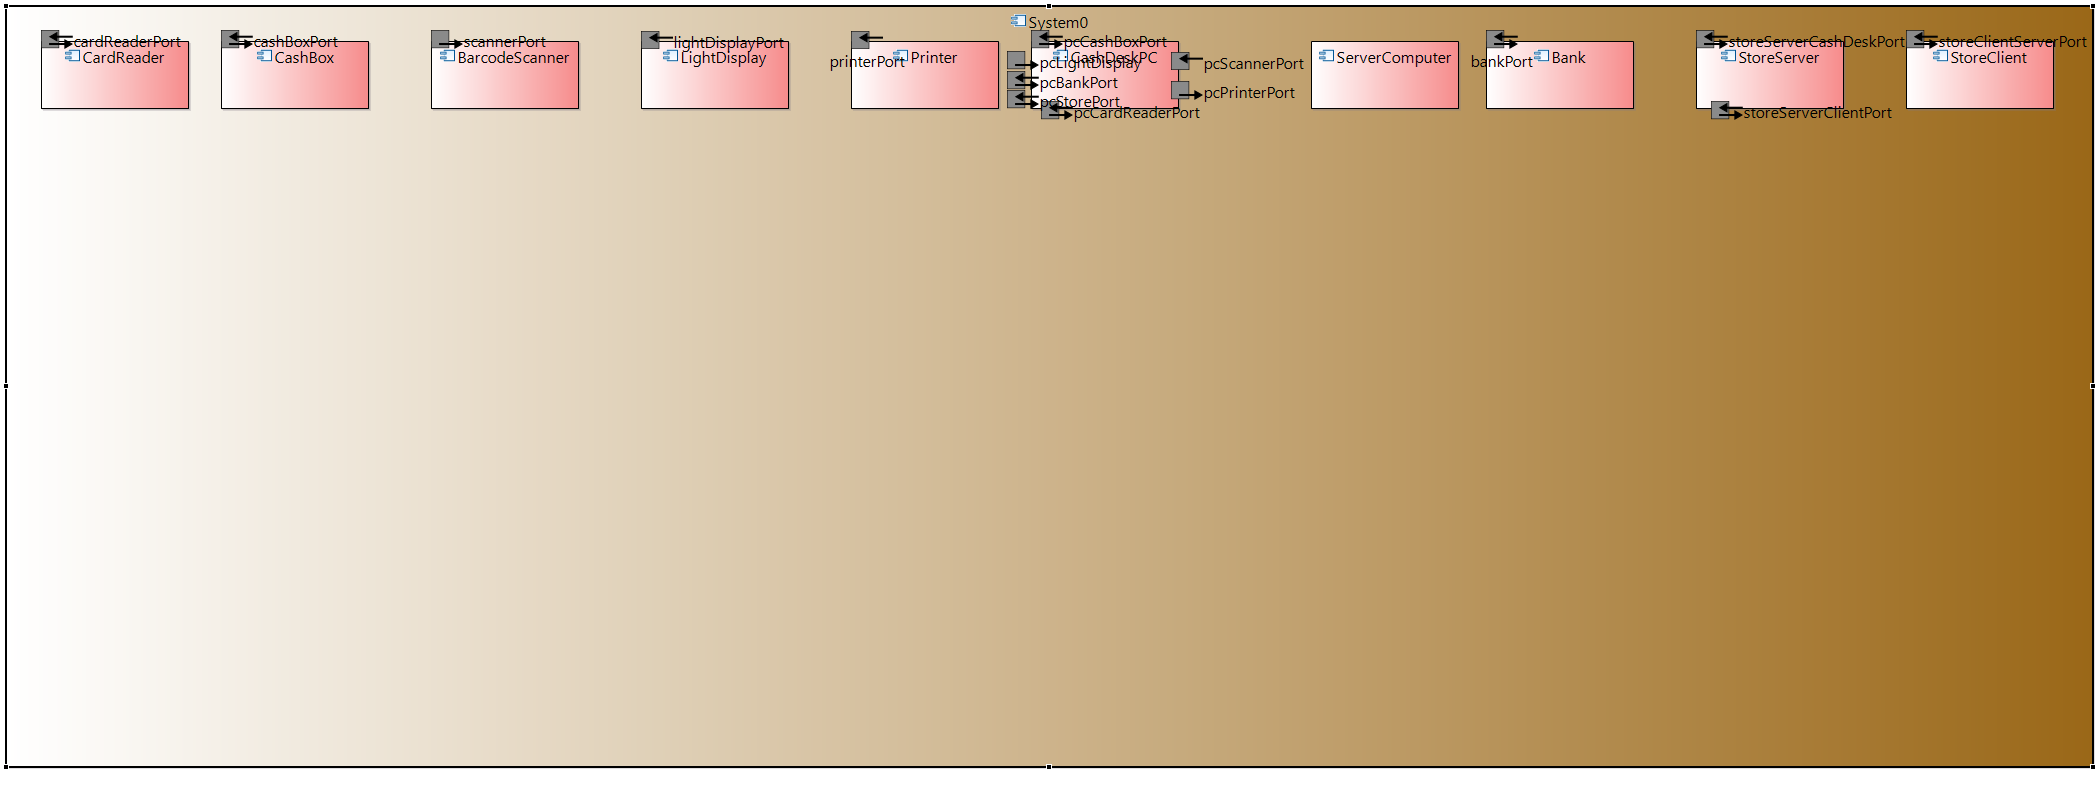 System0
cardReaderPort
CardReader
cashBoxPort
CashBox
scannerPort
BarcodeScanner
lightDisplayPort
LightDisplay
printerPort
Printer
pcCashBoxPort
CashDeskPC
pcLightDisplay
pcBankPort
pcStorePort
pcCardReaderPort
pcScannerPort
pcPrinterPort
ServerComputer
bankPort
Bank
storeServerCashDeskPort
StoreServer
storeServerClientPort
storeClientServerPort
StoreClient